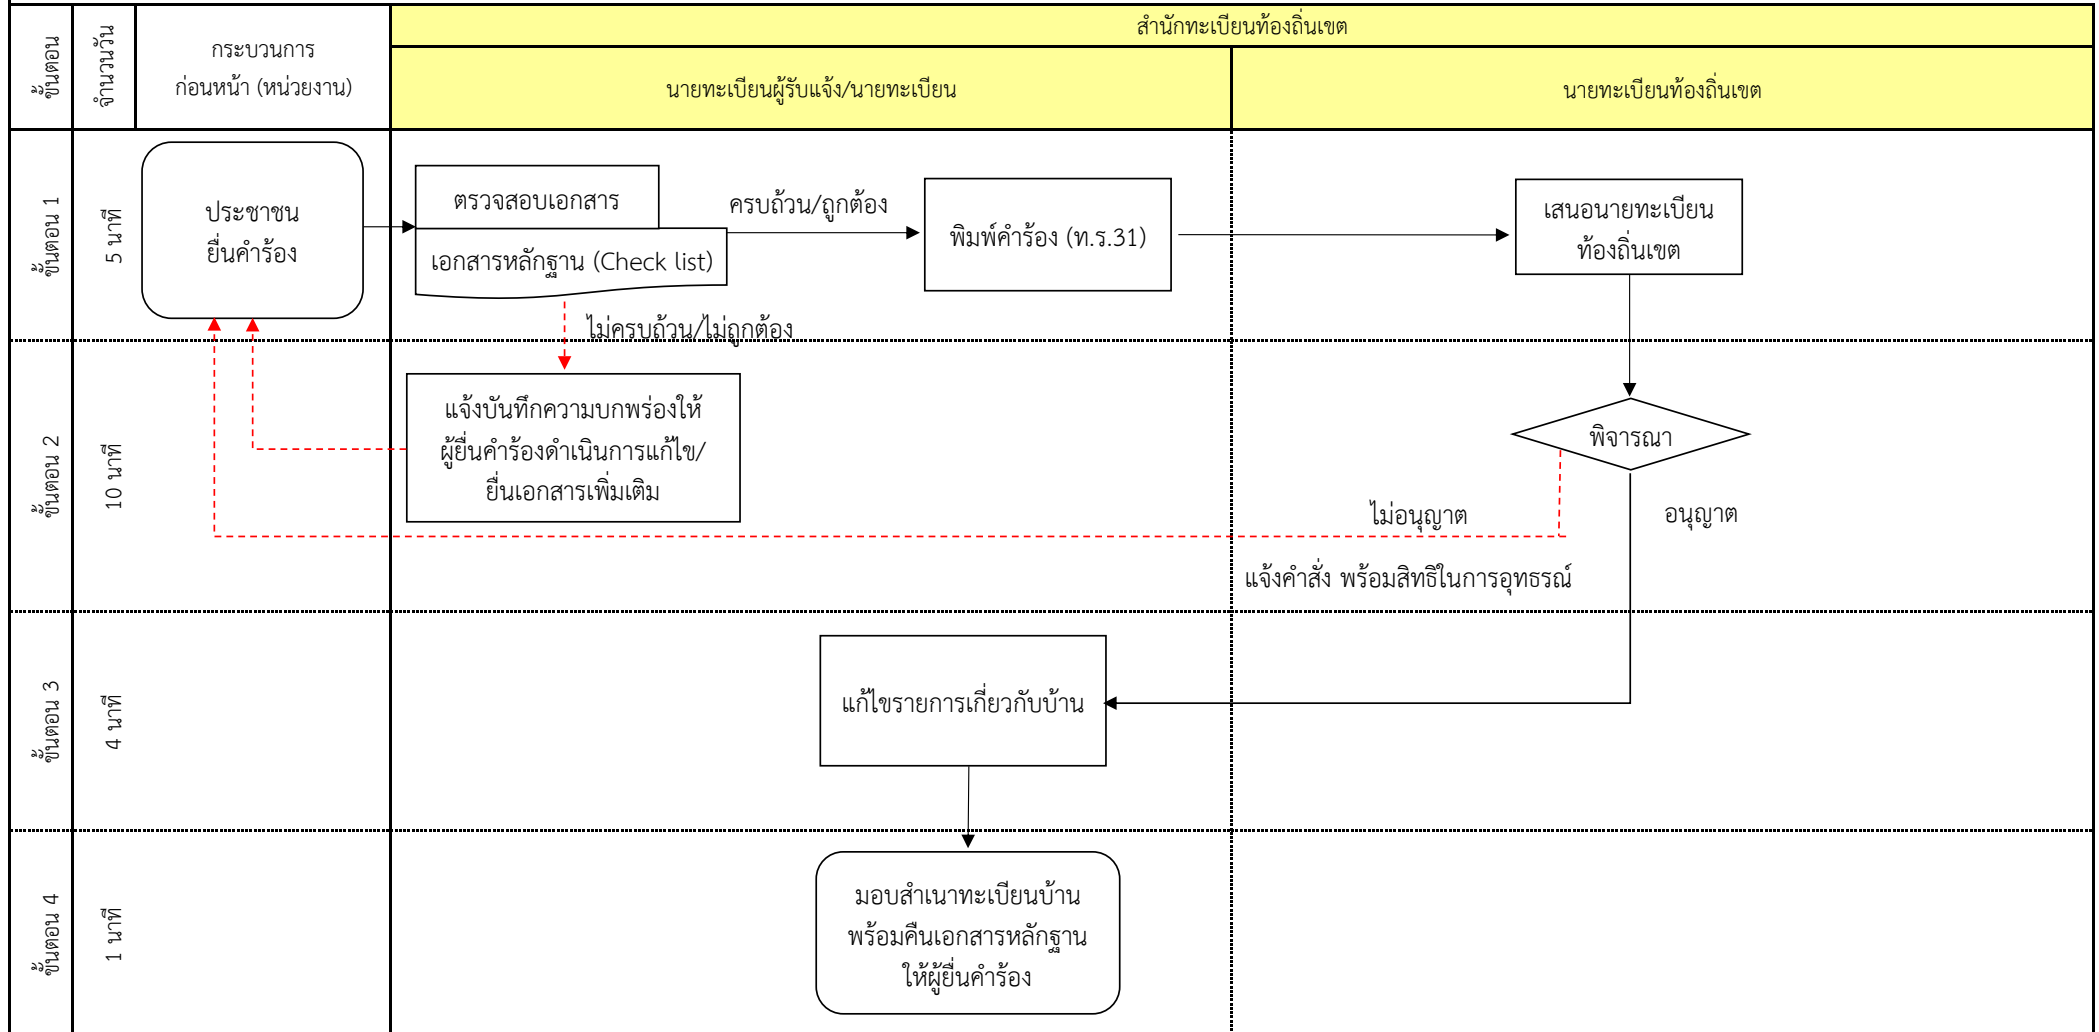 ขั้นตอน
จำนวนวัน
กระบวนการ
ก่อนหน้า (หน่วยงาน)
สำนักทะเบียนท้องถิ่นเขต
นายทะเบียนผู้รับแจ้ง/นายทะเบียน
นายทะเบียนท้องถิ่นเขต
ขั้นตอน 1
5 นาที
ประชาชน
ยื่นคำร้อง
ตรวจสอบเอกสาร
เอกสารหลักฐาน (Check list)
ครบถ้วน/ถูกต้อง
พิมพ์คำร้อง (ท.ร.31)
เสนอนายทะเบียน
ท้องถิ่นเขต
ไม่ครบถ้วน/ไม่ถูกต้อง
ขั้นตอน 2
10 นาที
แจ้งบันทึกความบกพร่องให้
ผู้ยื่นคำร้องดำเนินการแก้ไข/
ยื่นเอกสารเพิ่มเติม
พิจารณา
ไม่อนุญาต
อนุญาต
แจ้งคำสั่ง พร้อมสิทธิในการอุทธรณ์
ขั้นตอน 3
4 นาที
แก้ไขรายการเกี่ยวกับบ้าน
ขั้นตอน 4
1 นาที
มอบสำเนาทะเบียนบ้าน
พร้อมคืนเอกสารหลักฐาน
ให้ผู้ยื่นคำร้อง